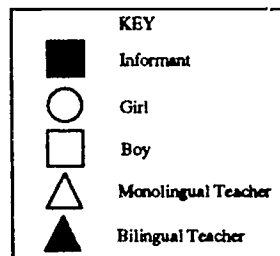 KEY
Informant
Girl
Boy
Monolingual Teacher
Bilingual Teacher